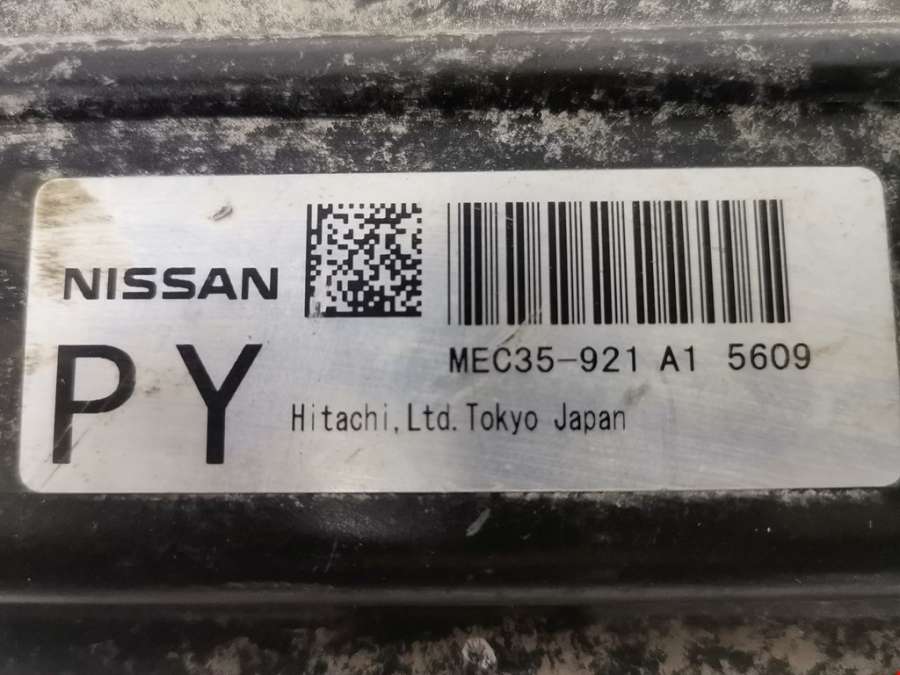 NISSAN
MEC35-921 A1 5609
PY
Hitachi,Ltd.Tokyo Japan